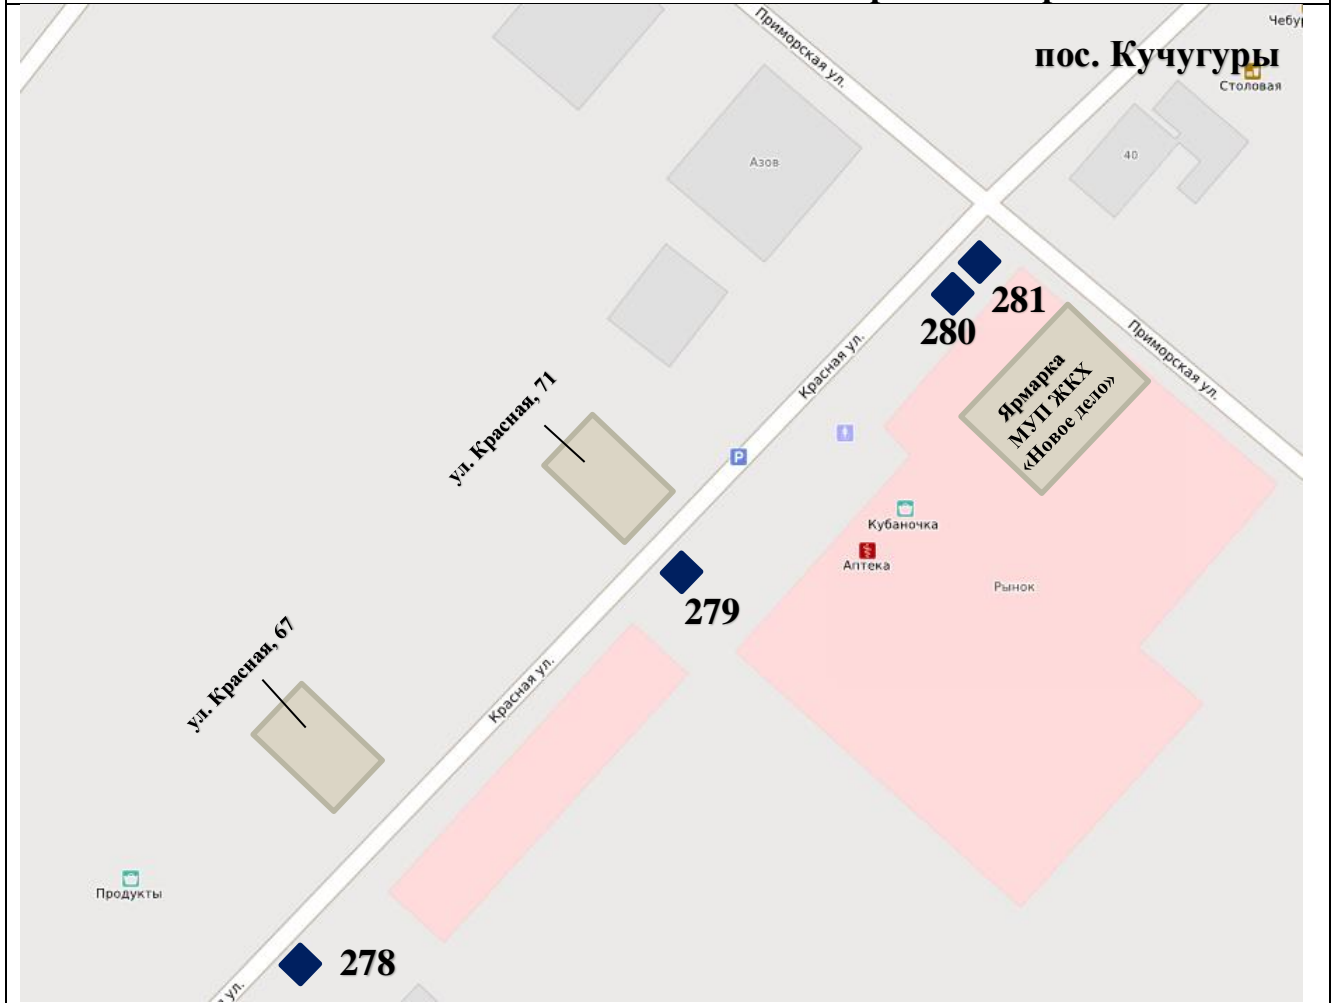 Приморская ул.
Чебу
пос. Кучугуры
Столовая
40
Азов
281
280
Приморская ул.
Красная ул.
Ярмарка
МУП ЖКХ
«Новое дело»
ул. Красная, 71
P
Кубаночка
Аптека
Рынок
279
ул. Красная, 67
Красная ул.
Продукты
278
ул.